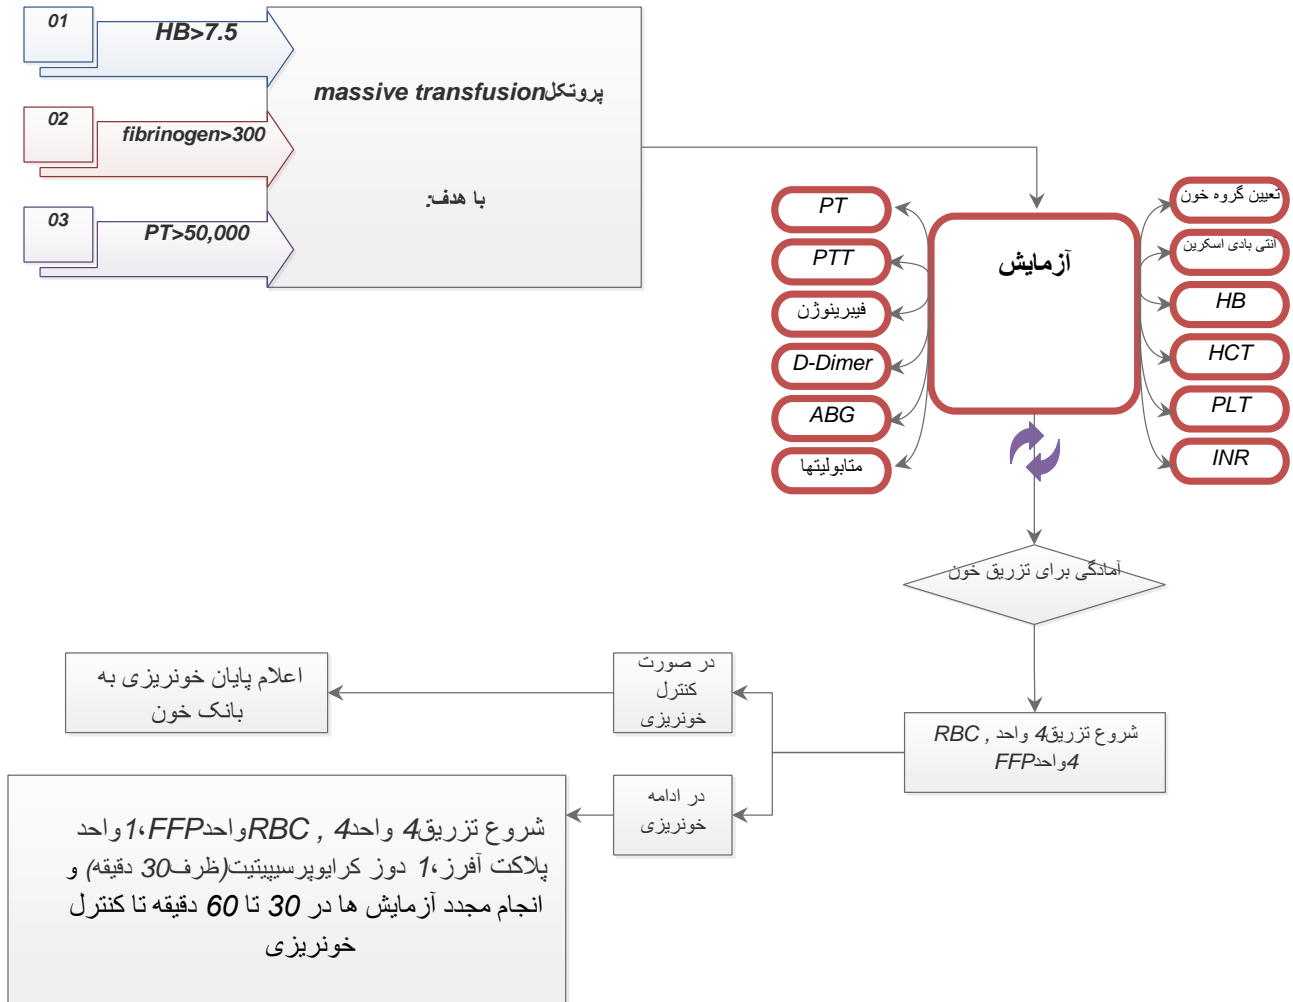 01
HB>7.5
02
fibrinogen>300
03
PT>50,000
پروتکلmassive transfusion
با هدف:
آزمایش
PT
PTT
فیبرینوژن
D-Dimer
ABG
متابولیتها
تعیین گروه خون
آنتی بادی اسکرین
HB
HCT
PLT
INR
آمادگی برای تزریق خون
شروع تزریق4 واحد RBC ,
4واحدFFP
در صورت
کنترل
خونریزی
اعلام پایان خونریزی به
بانک خون
در ادامه
خونریزی
شروع تزریق4 واحدRBC , 4واحدFFP،1واحد
پلاکت آفرز،1 دوز کرایوپرسیپیتیت(ظرف30 دقیقه) و
انجام مجدد آزمایش ها در 30 تا 60 دقیقه تا کنترل
خونریزی